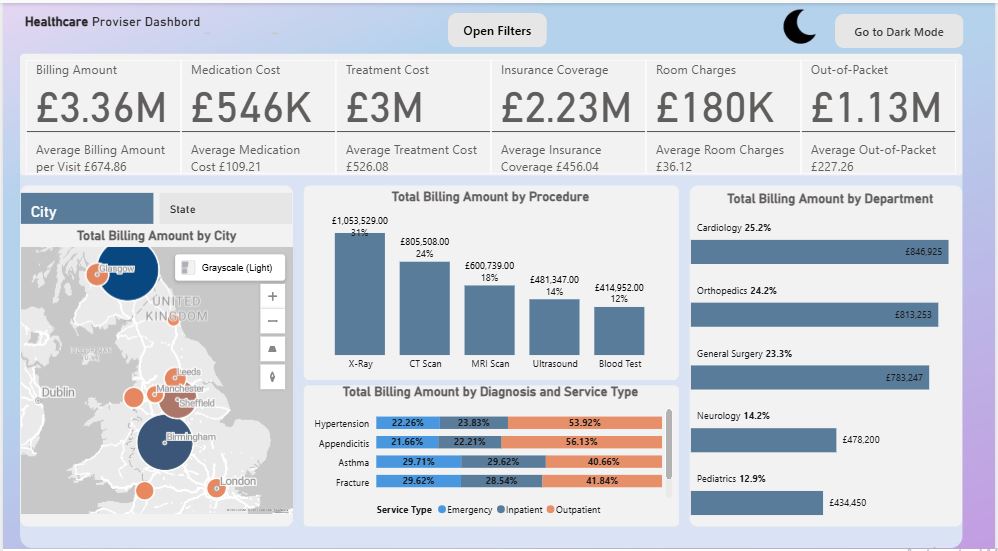 Healthcare Proviser Dashbord
Open Filters
Go to Dark Mode
Billing Amount
£3.36M
Average Billing Amount
per Visit £674.86
Medication Cost
£546K
Average Medication
Cost £109.21
Treatment Cost
£3M
Average Treatment Cost
£526.08
Insurance Coverage
£2.23M
Average Insurance
Coverage £456.04
Room Charges
£180K
Average Room Charges
£36.12
Out-of-Packet
£1.13M
Average Out-of-Packet
£227.26
City
State
Total Billing Amount by City
Grayscale (Light)
Glasgow
UNITED
KINGDOM
Leeds
Manchester
Sheffield
Dublin
Birmingham
London
Total Billing Amount by Procedure
£1,053,529.00
31%
£805,508.00
24%
£600,739.00
18%
£481,347.00
14%
£414,952.00
12%
X-Ray
CT Scan
MRI Scan
Ultrasound
Blood Test
Total Billing Amount by Diagnosis and Service Type
Hypertension 22.26% 23.83% 53.92%
Appendicitis 21.66% 22.21% 56.13%
Asthma 29.71% 29.62% 40.66%
Fracture 29.62% 28.54% 41.84%
Service Type Emergency Inpatient Outpatient
Total Billing Amount by Department
Cardiology 25.2%
£846,925
Orthopedics 24.2%
£813,253
General Surgery 23.3%
£783,247
Neurology 14.2%
£478,200
Pediatrics 12.9%
£434,450